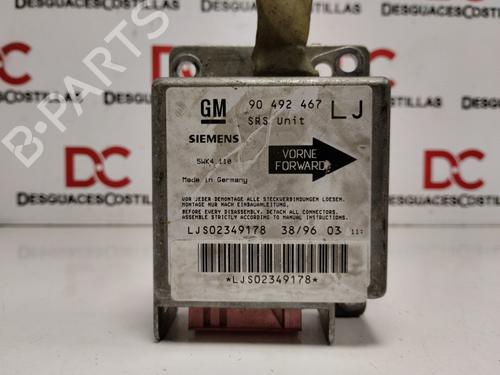 GM
90 492 467
LJ
SRS Unit
SIEMENS
5WK4 110
VORNE
FORWARD
Made in Germany
VOR JEDER DEMONTAGE ALLE STECKVERBINDUNGEN LOESEN.
MONTAGE NUR NACH EINBAUANLEITUNG.
BEFORE EVERY DISASSEMBLY, DETACH ALL CONNECTORS.
ASSEMBLE STRICTLY ACCORDING TO MANUAL INSTRUCTIONS.
LJS02349178 38/96 03
*LJS02349178*
B-PARTS
DC
DESGUACESCOSTILLAS